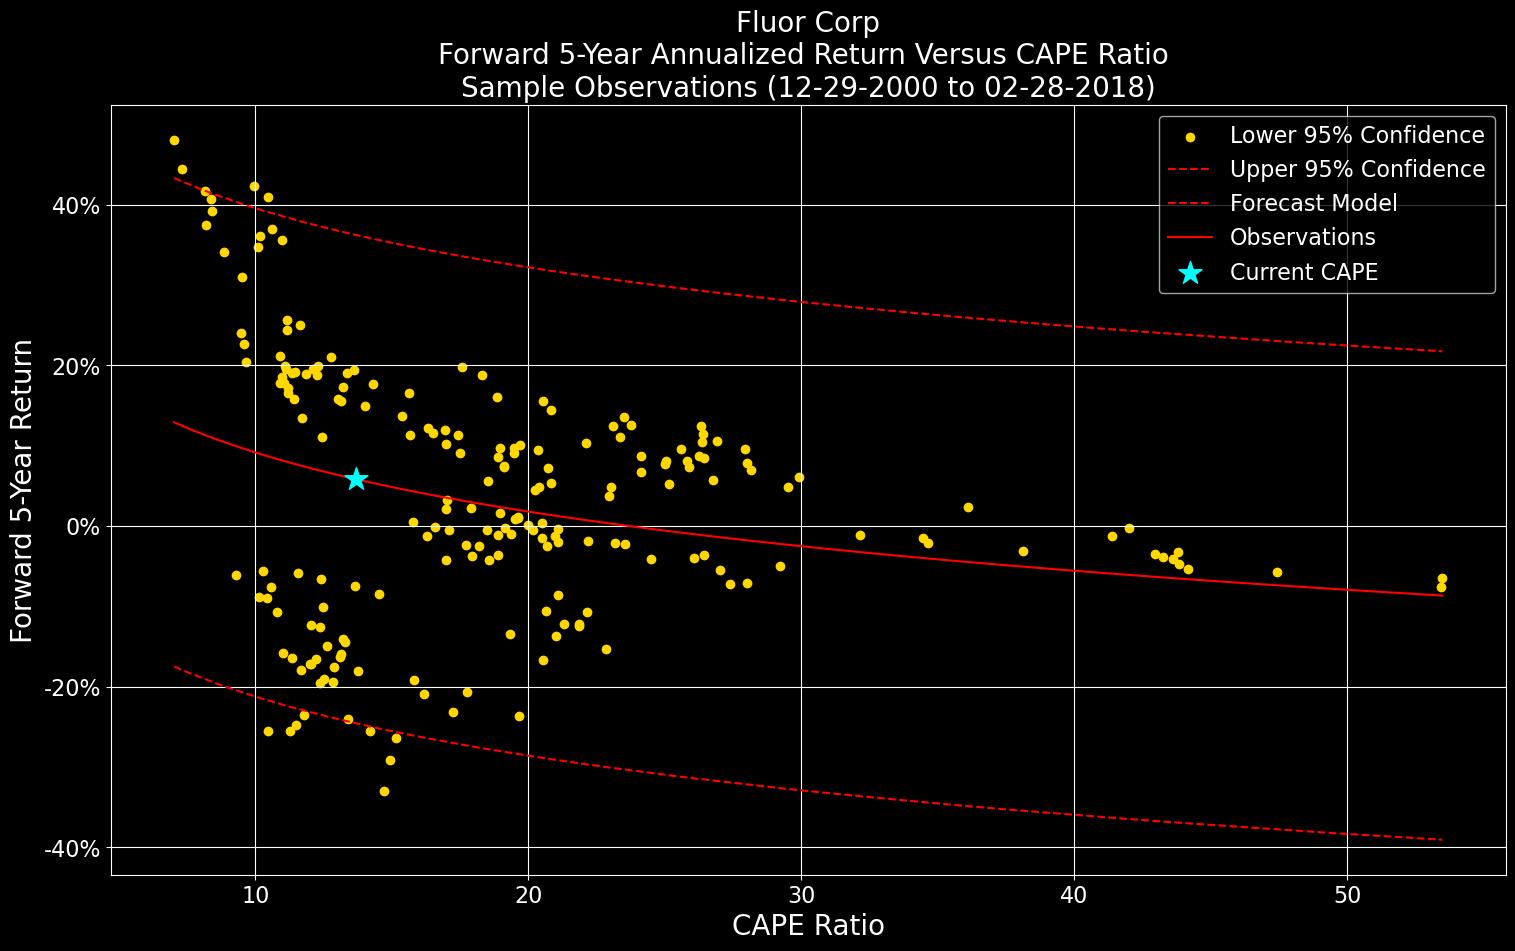 Fluor Corp
Forward 5-Year Annualized Return Versus CAPE Ratio
Sample Observations (12-29-2000 to 02-28-2018)
Lower 95% Confidence
Upper 95% Confidence
Forecast Model
Observations
Current CAPE
Forward 5-Year Return
40%
20%
0%
-20%
-40%
10 20 30 40 50
CAPE Ratio